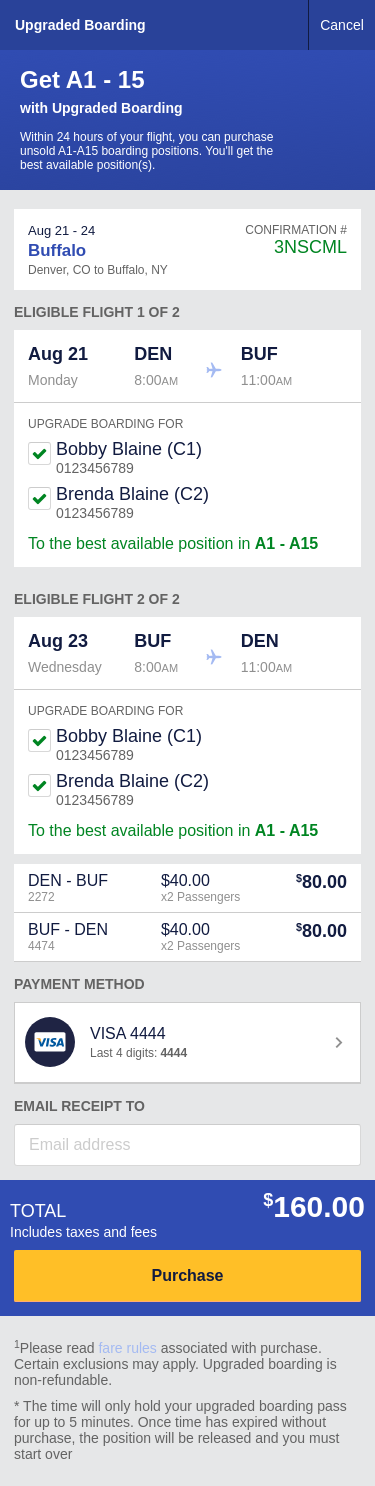 Upgraded Boarding
Cancel
Get A1 - 15
with Upgraded Boarding
Within 24 hours of your flight, you can purchase
unsold A1-A15 boarding positions. You'll get the
best available position(s).
Aug 21 - 24
CONFIRMATION #
Buffalo
3NSCML
Denver, CO to Buffalo, NY
ELIGIBLE FLIGHT 1 OF 2
Aug 21 DEN BUF
Monday 8:00AM 11:00AM
UPGRADE BOARDING FOR
Bobby Blaine (C1)
0123456789
Brenda Blaine (C2)
0123456789
To the best available position in A1 - A15
ELIGIBLE FLIGHT 2 OF 2
Aug 23 BUF DEN
Wednesday 8:00AM 11:00AM
UPGRADE BOARDING FOR
Bobby Blaine (C1)
0123456789
Brenda Blaine (C2)
0123456789
To the best available position in A1 - A15
DEN - BUF $40.00 $80.00
2272 x2 Passengers
BUF - DEN $40.00 $80.00
4474 x2 Passengers
PAYMENT METHOD
VISA
VISA 4444
Last 4 digits: 4444
EMAIL RECEIPT TO
Email address
TOTAL $160.00
Includes taxes and fees
Purchase
1Please read fare rules associated with purchase.
Certain exclusions may apply. Upgraded boarding is
non-refundable.
* The time will only hold your upgraded boarding pass
for up to 5 minutes. Once time has expired without
purchase, the position will be released and you must
start over